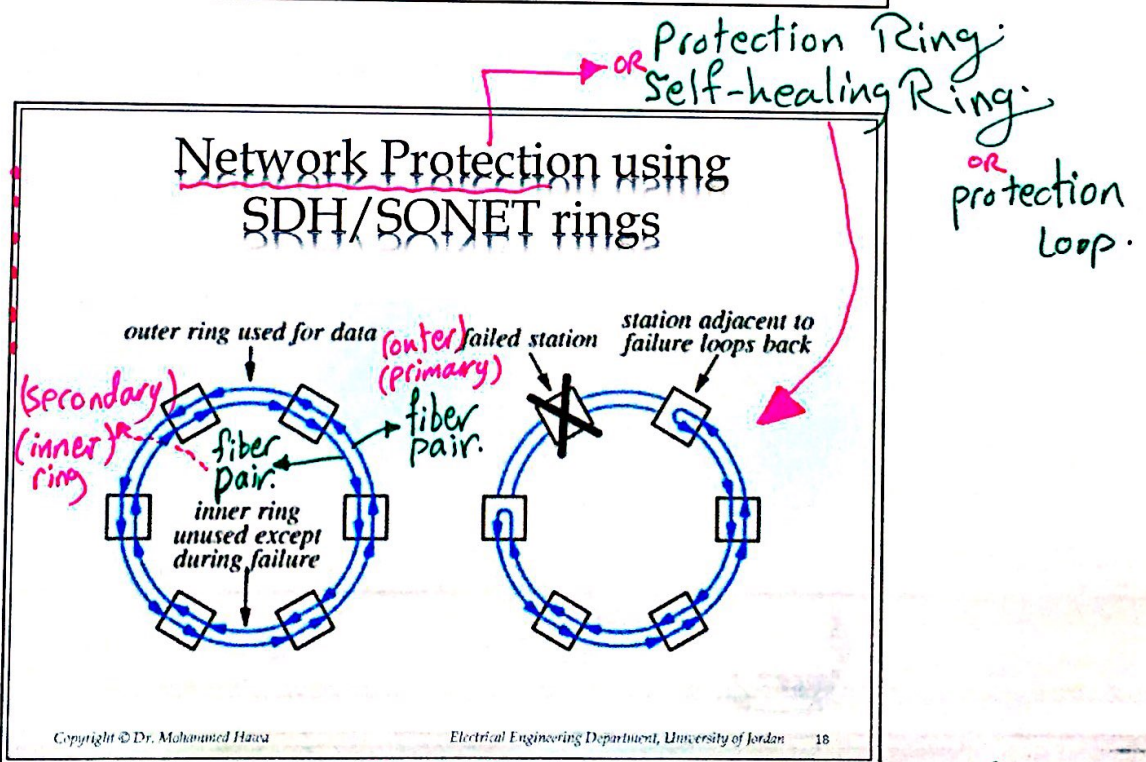 Protection Ring.
OR Self-healing Ring.
OR
protection
Loop.
Network Protection using
SDH/SONET rings
outer ring used for data
(outer)
(primary)
fiber
pair.
failed station
station adjacent to
failure loops back
(secondary)
(inner)
ring
fiber
pair.
inner ring
unused except
during failure
Copyright © Dr. Mohammed Hawa
Electrical Engineering Department, University of Jordan
18